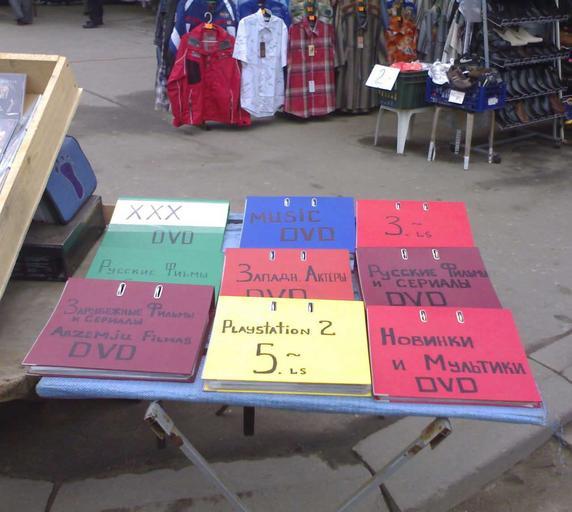 2~
XXX
DVD
Русские Фильмы
MUSIC
DVD
3~
. LS
Западн. Актеры
DVD
Русские Фильмы
и Сериалы
DVD
Зарубежные Фильмы
и Сериалы
Arzemju Filmas
DVD
Playstation 2
5~
. LS
Новинки
и Мультики
DVD